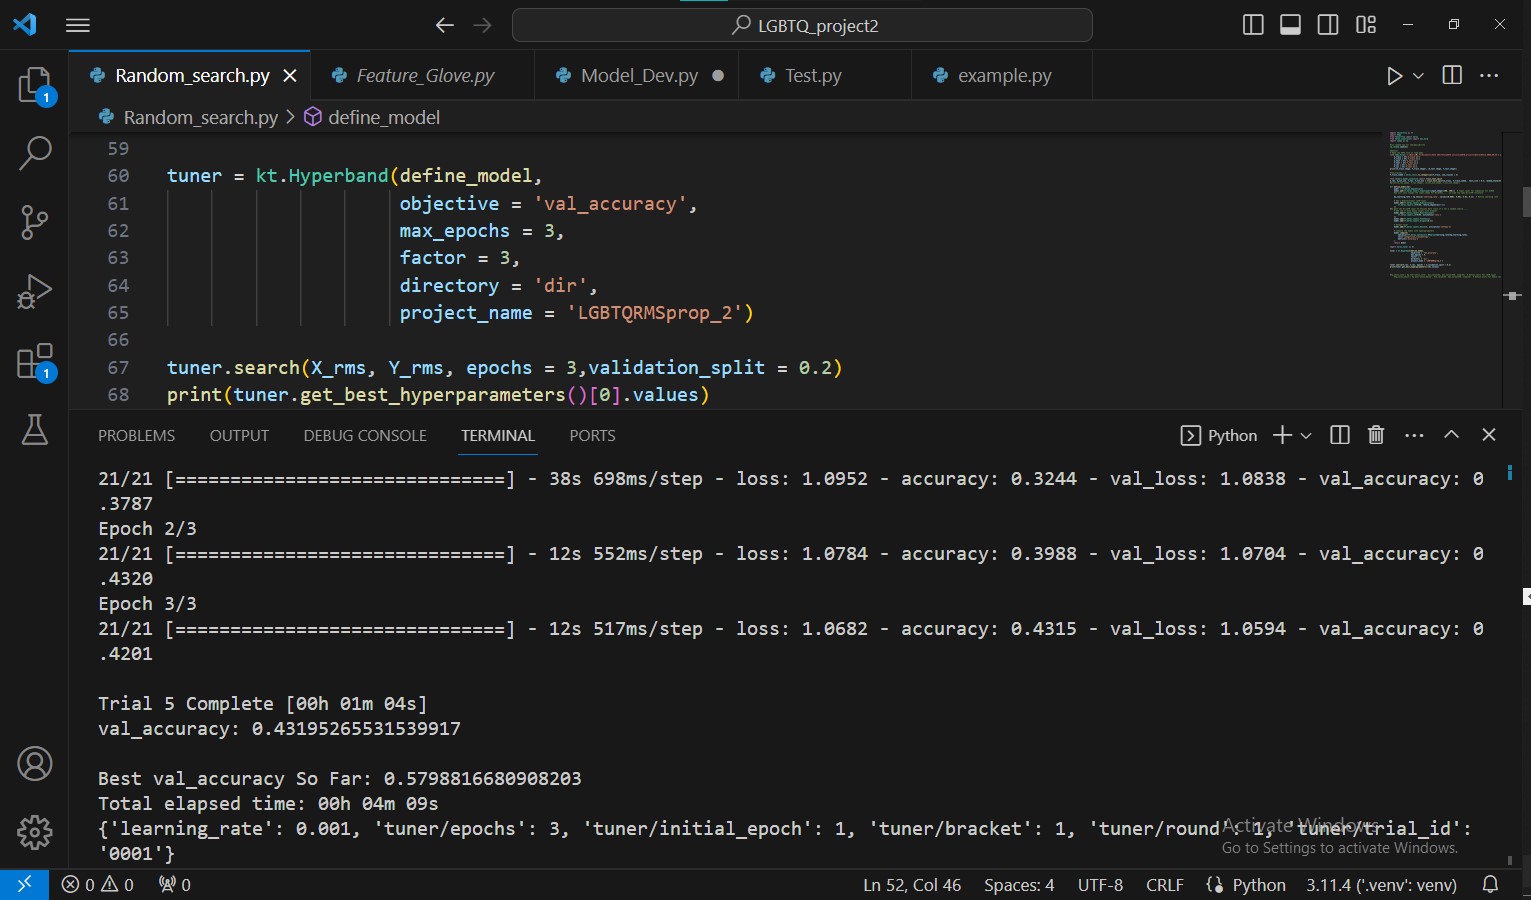 LGBTQ_project2
Random_search.py
Feature_Glove.py
Model_Dev.py
Test.py
example.py
1
Random_search.py > define_model
59
60 tuner = kt.Hyperband(define_model,
61 objective = 'val_accuracy',
62 max_epochs = 3,
63 factor = 3,
64 directory = 'dir',
65 project_name = 'LGBTQRMSprop_2')
66
67 tuner.search(X_rms, Y_rms, epochs = 3,validation_split = 0.2)
68 print(tuner.get_best_hyperparameters()[0].values)
1
PROBLEMS OUTPUT DEBUG CONSOLE TERMINAL PORTS
Python
21/21 [==============================] - 38s 698ms/step - loss: 1.0952 - accuracy: 0.3244 - val_loss: 1.0838 - val_accuracy: 0
.3787
Epoch 2/3
21/21 [==============================] - 12s 552ms/step - loss: 1.0784 - accuracy: 0.3988 - val_loss: 1.0704 - val_accuracy: 0
.4320
Epoch 3/3
21/21 [==============================] - 12s 517ms/step - loss: 1.0682 - accuracy: 0.4315 - val_loss: 1.0594 - val_accuracy: 0
.4201
Trial 5 Complete [00h 01m 04s]
val_accuracy: 0.43195265531539917
Best val_accuracy So Far: 0.5798816680908203
Total elapsed time: 00h 04m 09s
{'learning_rate': 0.001, 'tuner/epochs': 3, 'tuner/initial_epoch': 1, 'tuner/bracket': 1, 'tuner/round': 1, 'tuner/trial_id':
'0001'}
Activate Windows
Go to Settings to activate Windows.
0 0 0
Ln 52, Col 46 Spaces: 4 UTF-8 CRLF Python 3.11.4 ('.venv': venv)